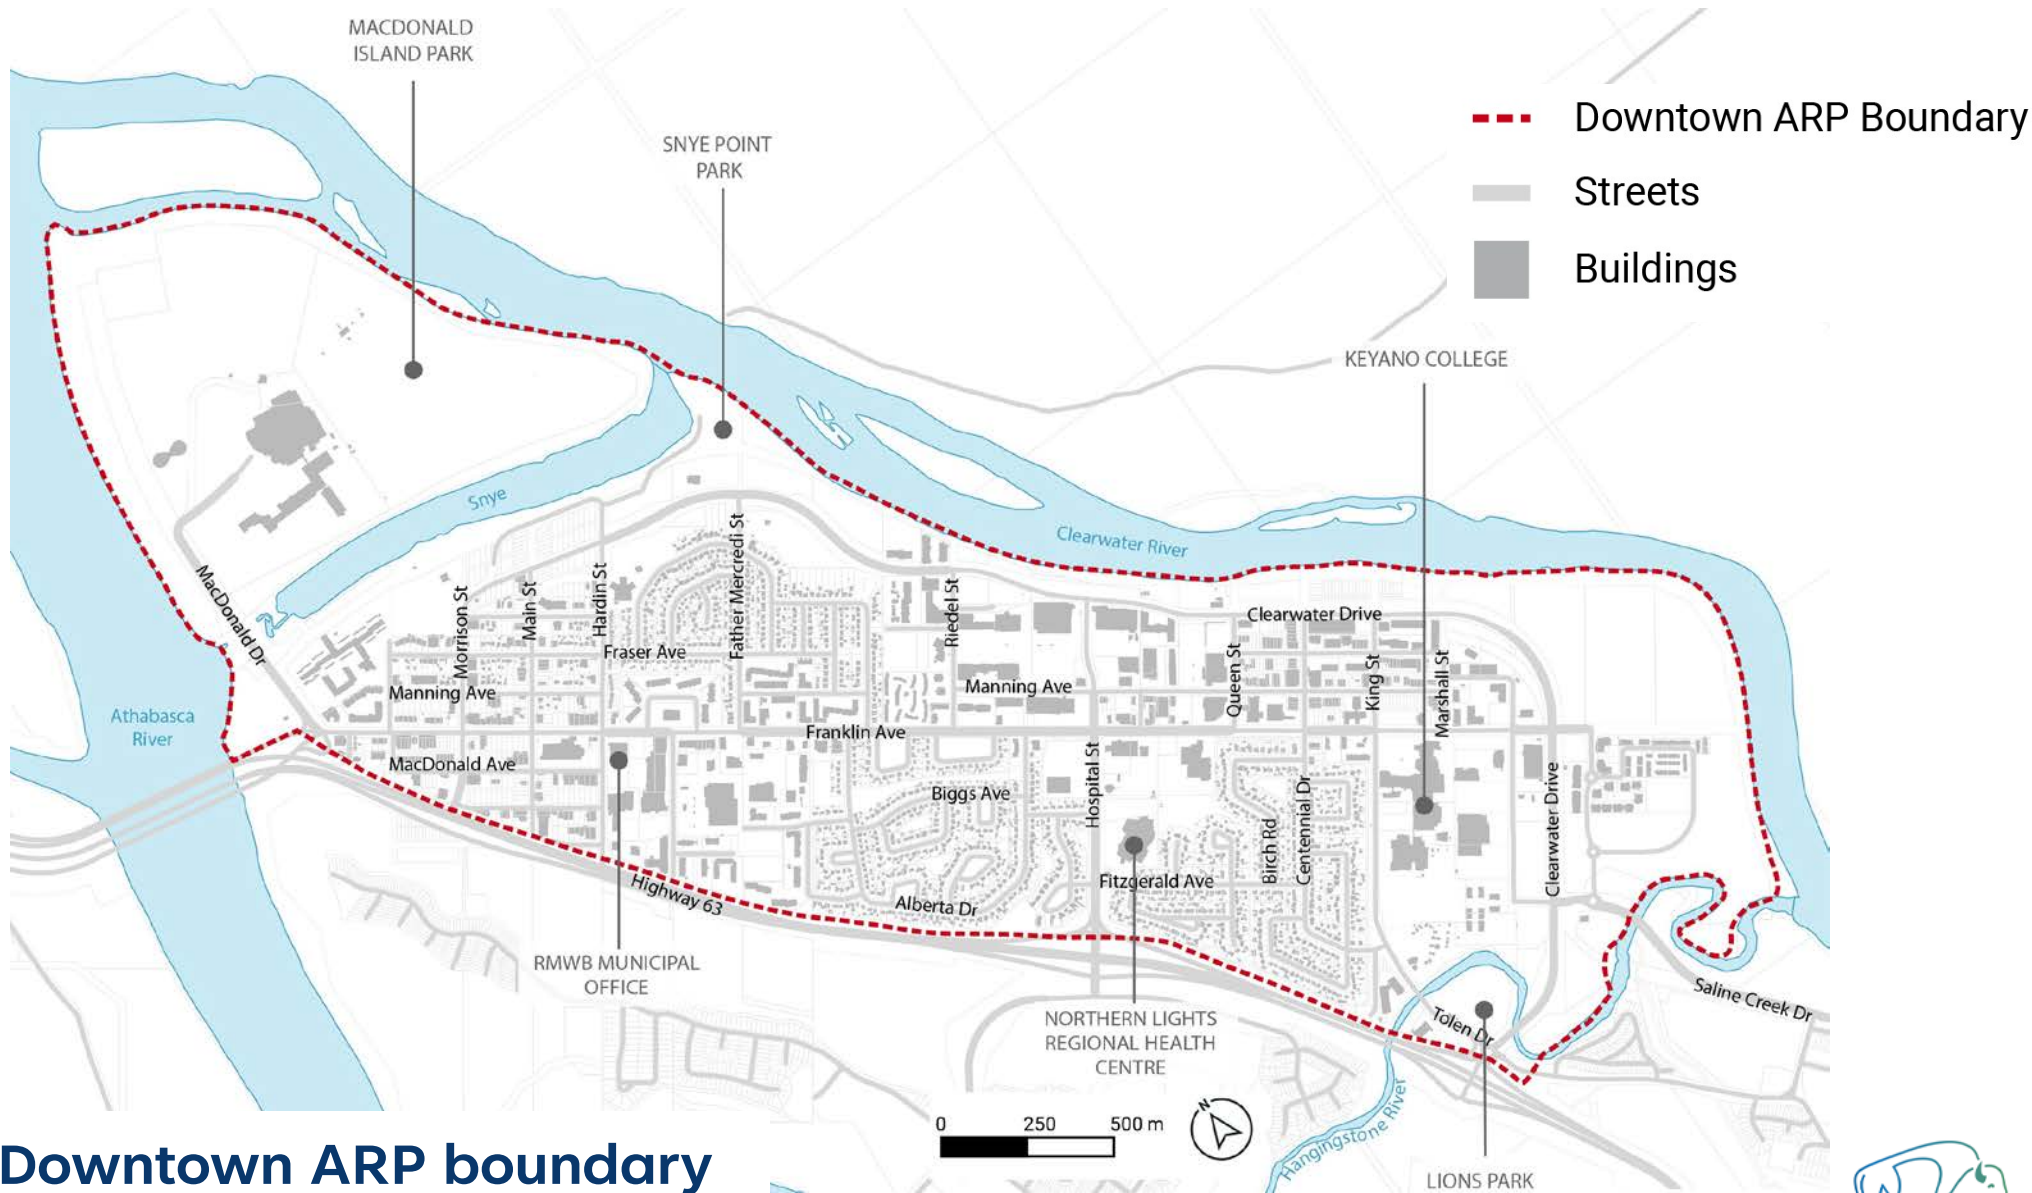 MACDONALD
ISLAND PARK
SNYE POINT
PARK
Downtown ARP Boundary
Streets
Buildings
KEYANO COLLEGE
Snye
Clearwater River
MacDonald Dr
Morrison St
Main St
Hardin St
Father Mercredi St
Riedel St
Clearwater Drive
Fraser Ave
Queen St
King St
Marshall St
Manning Ave
Manning Ave
Athabasca
River
Franklin Ave
MacDonald Ave
Biggs Ave
Hospital St
Birch Rd
Centennial Dr
Clearwater Drive
Fitzgerald Ave
Highway 63
Alberta Dr
RMWB MUNICIPAL
OFFICE
NORTHERN LIGHTS
REGIONAL HEALTH
CENTRE
Tolen Dr
Saline Creek Dr
Hangingstone River
0 250 500 m
N
LIONS PARK
Downtown ARP boundary